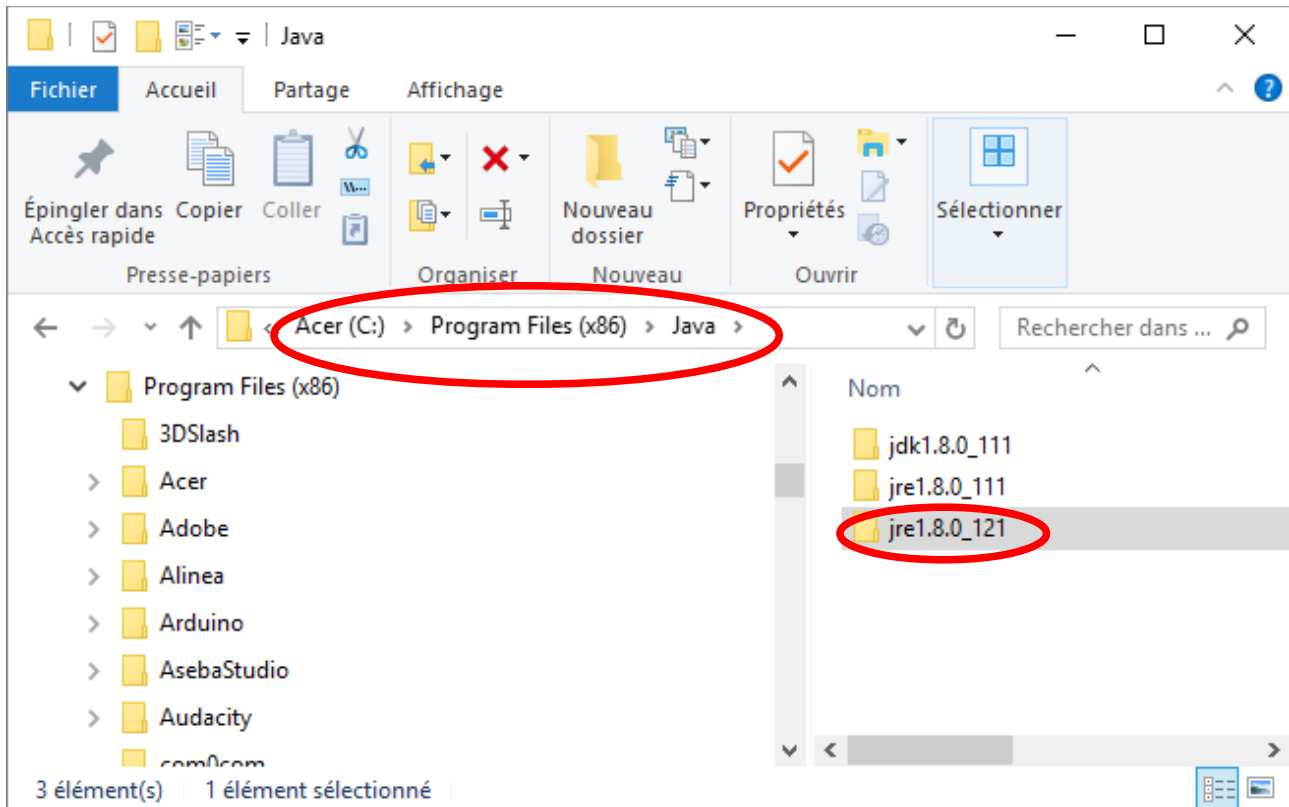 Java
Fichier Accueil Partage Affichage
Épingler dans Accès rapide
Copier
Coller
Nouveau dossier
Propriétés
Sélectionner
Presse-papiers Organiser Nouveau Ouvrir
Acer (C:) > Program Files (x86) > Java >
Rechercher dans ...
Program Files (x86)
3DSlash
Acer
Adobe
Alinea
Arduino
AsebaStudio
Audacity
com0com
Nom
jdk1.8.0_111
jre1.8.0_111
jre1.8.0_121
3 élément(s) 1 élément sélectionné